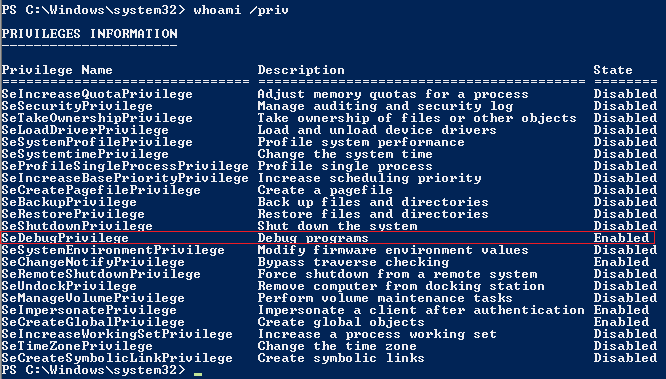 PS C:\Windows\system32> whoami /priv
PRIVILEGES INFORMATION
----------------------
Privilege Name Description State
=============================== ========================================= ========
SeIncreaseQuotaPrivilege Adjust memory quotas for a process Disabled
SeSecurityPrivilege Manage auditing and security log Disabled
SeTakeOwnershipPrivilege Take ownership of files or other objects Disabled
SeLoadDriverPrivilege Load and unload device drivers Disabled
SeSystemProfilePrivilege Profile system performance Disabled
SeSystemtimePrivilege Change the system time Disabled
SeProfileSingleProcessPrivilege Profile single process Disabled
SeIncreaseBasePriorityPrivilege Increase scheduling priority Disabled
SeCreatePagefilePrivilege Create a pagefile Disabled
SeBackupPrivilege Back up files and directories Disabled
SeRestorePrivilege Restore files and directories Disabled
SeShutdownPrivilege Shut down the system Disabled
SeDebugPrivilege Debug programs Enabled
SeSystemEnvironmentPrivilege Modify firmware environment values Disabled
SeChangeNotifyPrivilege Bypass traverse checking Enabled
SeRemoteShutdownPrivilege Force shutdown from a remote system Disabled
SeUndockPrivilege Remove computer from docking station Disabled
SeManageVolumePrivilege Perform volume maintenance tasks Disabled
SeImpersonatePrivilege Impersonate a client after authentication Enabled
SeCreateGlobalPrivilege Create global objects Enabled
SeIncreaseWorkingSetPrivilege Increase a process working set Disabled
SeTimeZonePrivilege Change the time zone Disabled
SeCreateSymbolicLinkPrivilege Create symbolic links Disabled
PS C:\Windows\system32> _